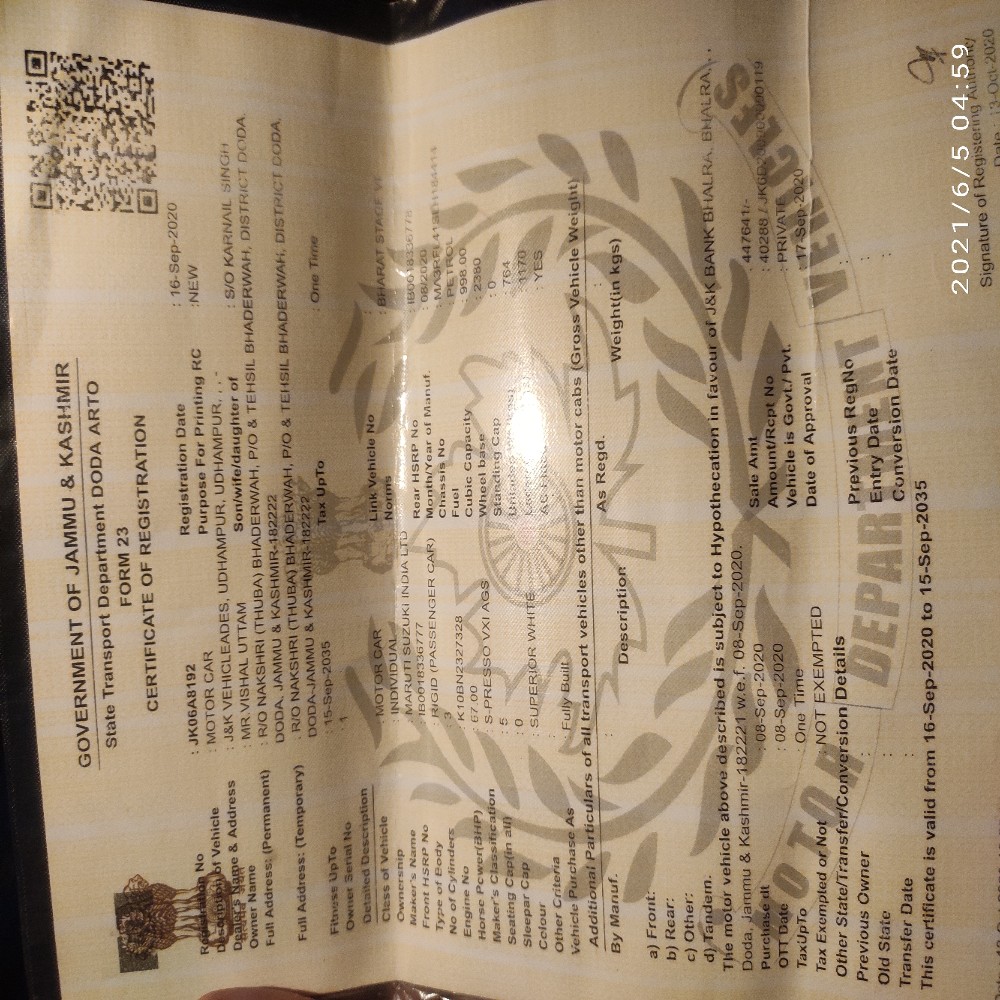 GOVERNMENT OF JAMMU & KASHMIR
State Transport Department DODA ARTO
FORM 23
CERTIFICATE OF REGISTRATION
Registration No : JK06A8192 Registration Date : 16-Sep-2020
Description of Vehicle : MOTOR CAR Purpose For Printing RC : NEW
Dealer's Name & Address : J&K VEHICLEADES, UDHAMPUR, UDHAMPUR, , , -
Owner Name : MR.VISHAL UTTAM Son/wife/daughter of : S/O KARNAIL SINGH
Full Address: (Permanent) : R/O NAKSHRI (THUBA) BHADERWAH, P/O & TEHSIL BHADERWAH, DISTRICT DODA
DODA, JAMMU & KASHMIR-182222
Full Address: (Temporary) : R/O NAKSHRI (THUBA) BHADERWAH, P/O & TEHSIL BHADERWAH, DISTRICT DODA,
DODA-JAMMU & KASHMIR-182222
Fitness UpTo : 15-Sep-2035 Tax UpTo : One Time
Owner Serial No : 1
Detailed Description
Class of Vehicle : MOTOR CAR Link Vehicle No :
Ownership : INDIVIDUAL Norms : BHARAT STAGE VI
Maker's Name : MARUTI SUZUKI INDIA LTD
Front HSRP No : IB0018336777 Rear HSRP No : IB0018336778
Type of Body : RIGID (PASSENGER CAR) Month/Year of Manuf. : 08/2020
No of Cylinders : 3 Chassis No
Engine No : K10BN2327328 Fuel : PETROL
Horse Power(BHP) : 67.00 Cubic Capacity : 998.00
Maker's Classification : S-PRESSO VXI AGS Wheel base : 2380
Seating Cap(in all) : 5 Standing Cap : 0
Sleepar Cap : 0 : 764
Colour : SUPERIOR WHITE : 1170
Other Criteria : : YES
Vehicle Purchase As : Fully Built
Additional Particulars of all transport vehicles other than motor cabs (Gross Vehicle Weight)
By Manuf. : As Regd. :
Description Weight(in kgs)
a) Front:
b) Rear:
c) Other:
d) Tandem.
The motor vehicle above described is subject to Hypothecation in favour of J&K BANK BHALRA, BHALRA, , ,
Doda, Jammu & Kashmir-182221 w.e.f. 08-Sep-2020.
Purchase dt : 08-Sep-2020 Sale Amt : 447641/-
OTT Date : 08-Sep-2020 Amount/Rcpt No : 40288 /
TaxUpTo : One Time Vehicle Is Govt./ Pvt. : PRIVATE
Tax Exempted or Not : NOT EXEMPTED Date of Approval : 17-Sep-2020
Other State/Transfer/Conversion Details
Previous Owner : Previous RegNo :
Old State : Entry Date :
Transfer Date : Conversion Date :
This certificate is valid from 16-Sep-2020 to 15-Sep-2035
Signature of Registering Authority
MOTOR VEHICLES DEPARTMENT
2021/6/5 04:59